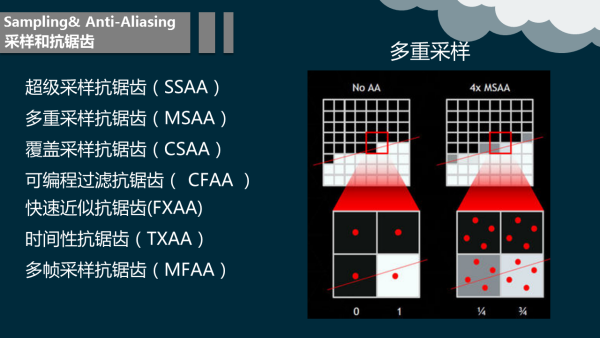 Sampling& Anti-Aliasing
采样和抗锯齿
多重采样
超级采样抗锯齿（SSAA）
多重采样抗锯齿（MSAA）
覆盖采样抗锯齿（CSAA）
可编程过滤抗锯齿（ CFAA ）
快速近似抗锯齿(FXAA)
时间性抗锯齿（TXAA）
多帧采样抗锯齿（MFAA）
No AA
4x MSAA
0 1 ¼ ¾